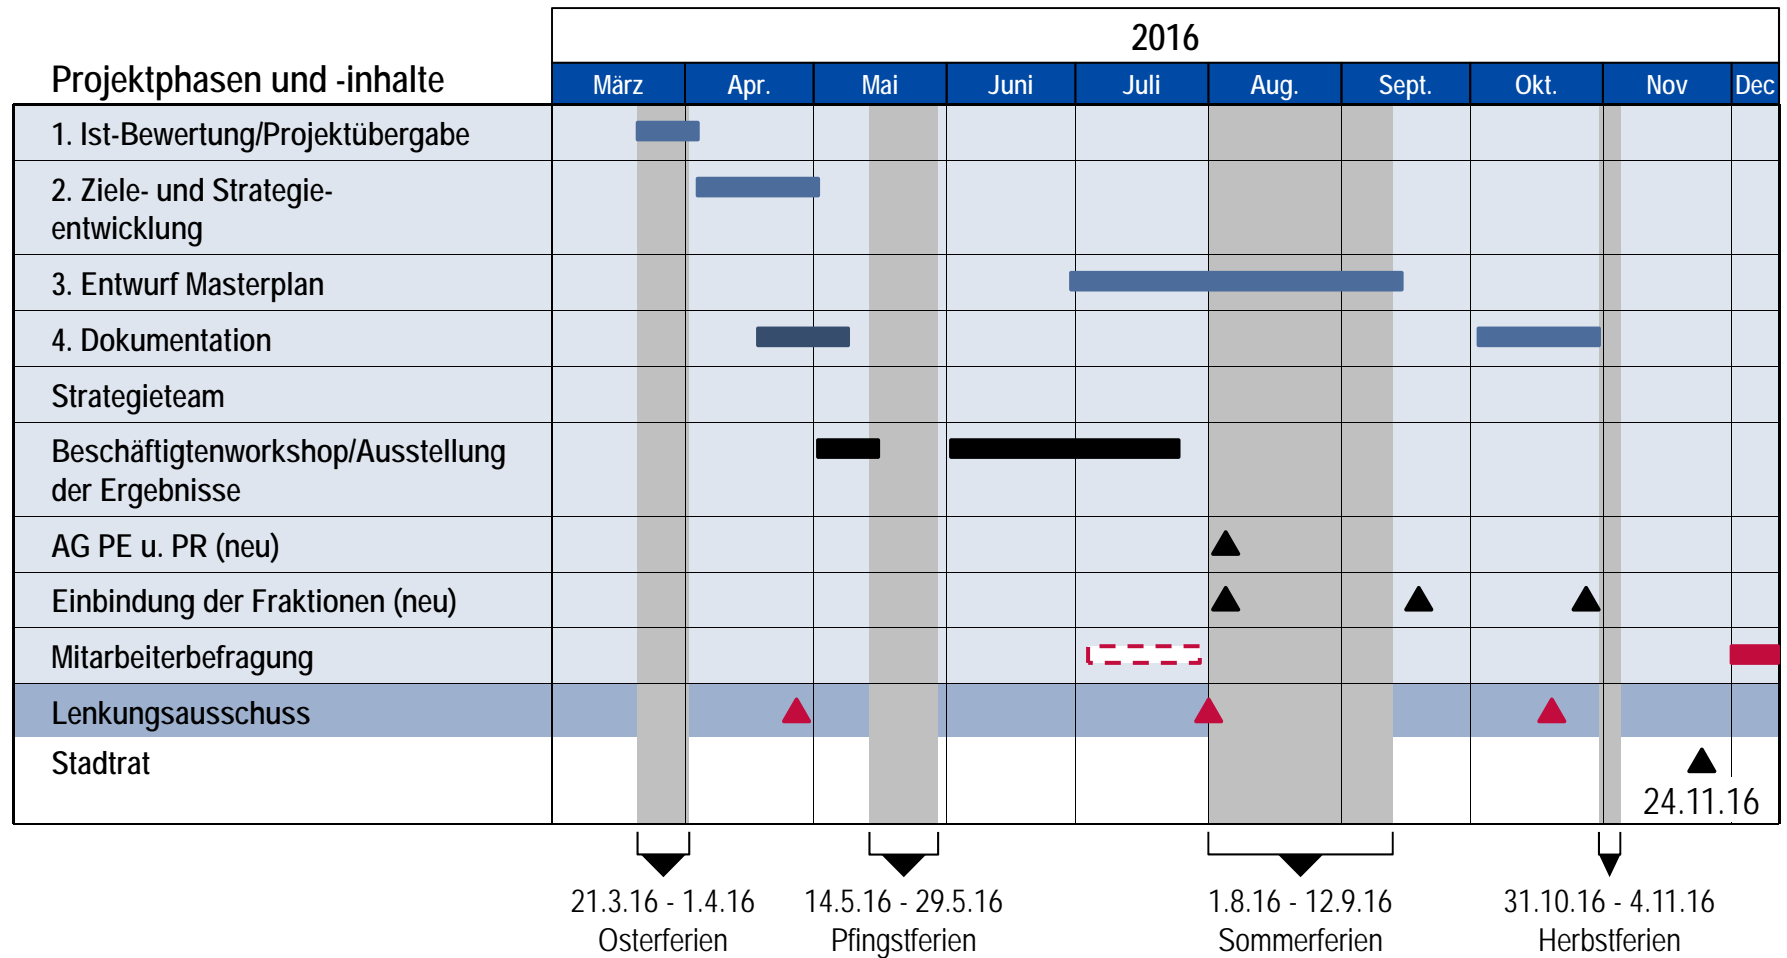 2016
Projektphasen und -inhalte
März Apr. Mai Juni Juli Aug. Sept. Okt. Nov Dec
1. Ist-Bewertung/Projektübergabe
2. Ziele- und Strategie-
entwicklung
3. Entwurf Masterplan
4. Dokumentation
Strategieteam
Beschäftigtenworkshop/Ausstellung
der Ergebnisse
AG PE u. PR (neu)
Einbindung der Fraktionen (neu)
Mitarbeiterbefragung
Lenkungsausschuss
Stadtrat
24.11.16
21.3.16 - 1.4.16 14.5.16 - 29.5.16 1.8.16 - 12.9.16 31.10.16 - 4.11.16
Osterferien Pfingstferien Sommerferien Herbstferien